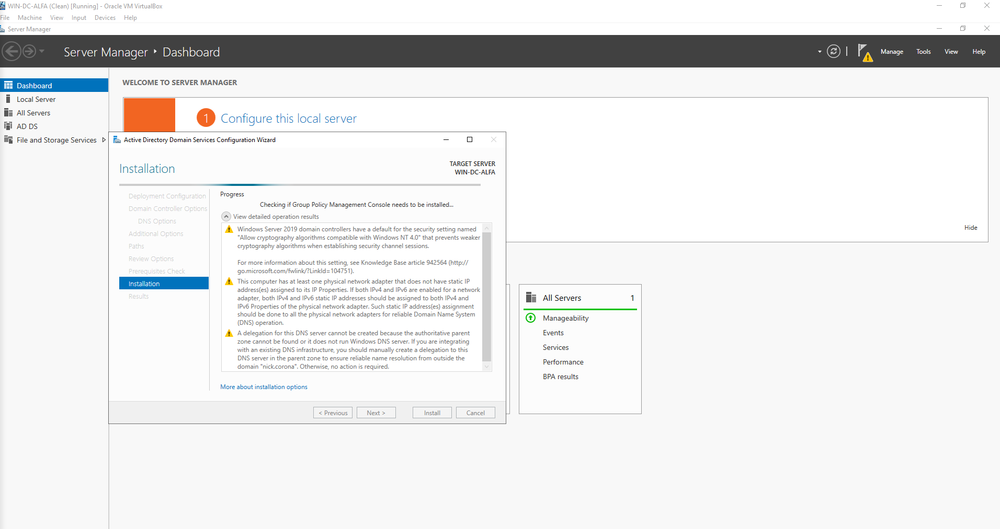 WIN-DC-ALFA (Clean) [Running] - Oracle VM VirtualBox
File Machine View Input Devices Help
Server Manager
Server Manager Dashboard
Manage Tools View Help
Dashboard
Local Server
All Servers
AD DS
File and Storage Services
WELCOME TO SERVER MANAGER
1 Configure this local server
Hide
Active Directory Domain Services Configuration Wizard
Installation
TARGET SERVER
WIN-DC-ALFA
Deployment Configuration
Domain Controller Options
DNS Options
Additional Options
Paths
Review Options
Prerequisites Check
Installation
Results
Progress
Checking if Group Policy Management Console needs to be installed...
View detailed operation results
Windows Server 2019 domain controllers have a default for the security setting named
"Allow cryptography algorithms compatible with Windows NT 4.0" that prevents weaker
cryptography algorithms when establishing security channel sessions.
For more information about this setting, see Knowledge Base article 942564 (http://
go.microsoft.com/fwlink/?LinkId=104751).
This computer has at least one physical network adapter that does not have static IP
address(es) assigned to its IP Properties. If both IPv4 and IPv6 are enabled for a network
adapter, both IPv4 and IPv6 static IP addresses should be assigned to both IPv4 and
IPv6 Properties of the physical network adapter. Such static IP address(es) assignment
should be done to all the physical network adapters for reliable Domain Name System
(DNS) operation.
A delegation for this DNS server cannot be created because the authoritative parent
zone cannot be found or it does not run Windows DNS server. If you are integrating
with an existing DNS infrastructure, you should manually create a delegation to this
DNS server in the parent zone to ensure reliable name resolution from outside the
domain "nick.corona". Otherwise, no action is required.
More about installation options
< Previous Next > Install Cancel
All Servers 1
Manageability
Events
Services
Performance
BPA results